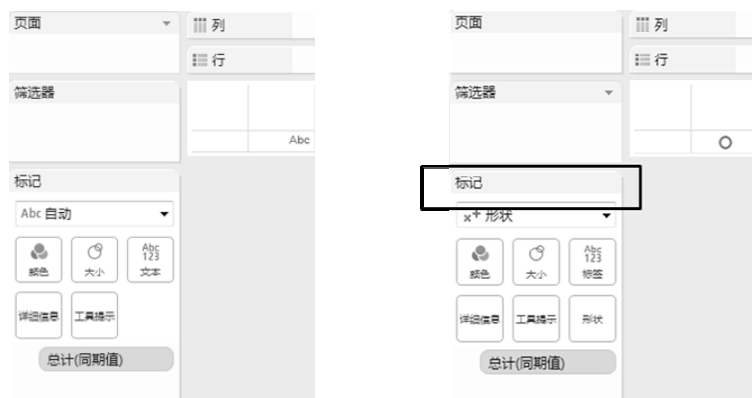 页面
列
行
筛选器
Abc
标记
Abc 自动
颜色
大小
Abc
123
文本
详细信息
工具提示
总计(同期值)
页面
列
行
筛选器
标记
形状
颜色
大小
Abc
123
标签
详细信息
工具提示
形状
总计(同期值)